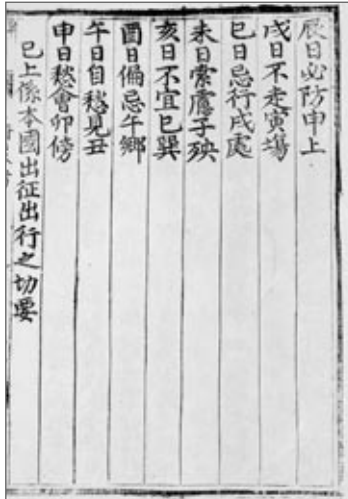 辰日必防申上
戌日不走寅場
巳日忌行戌處
未日
子殃
亥日不宜巳巽
酉日偏忌午鄉
午日自愁見丑
申日愁會卯傍
已上係本國出征出行之切要